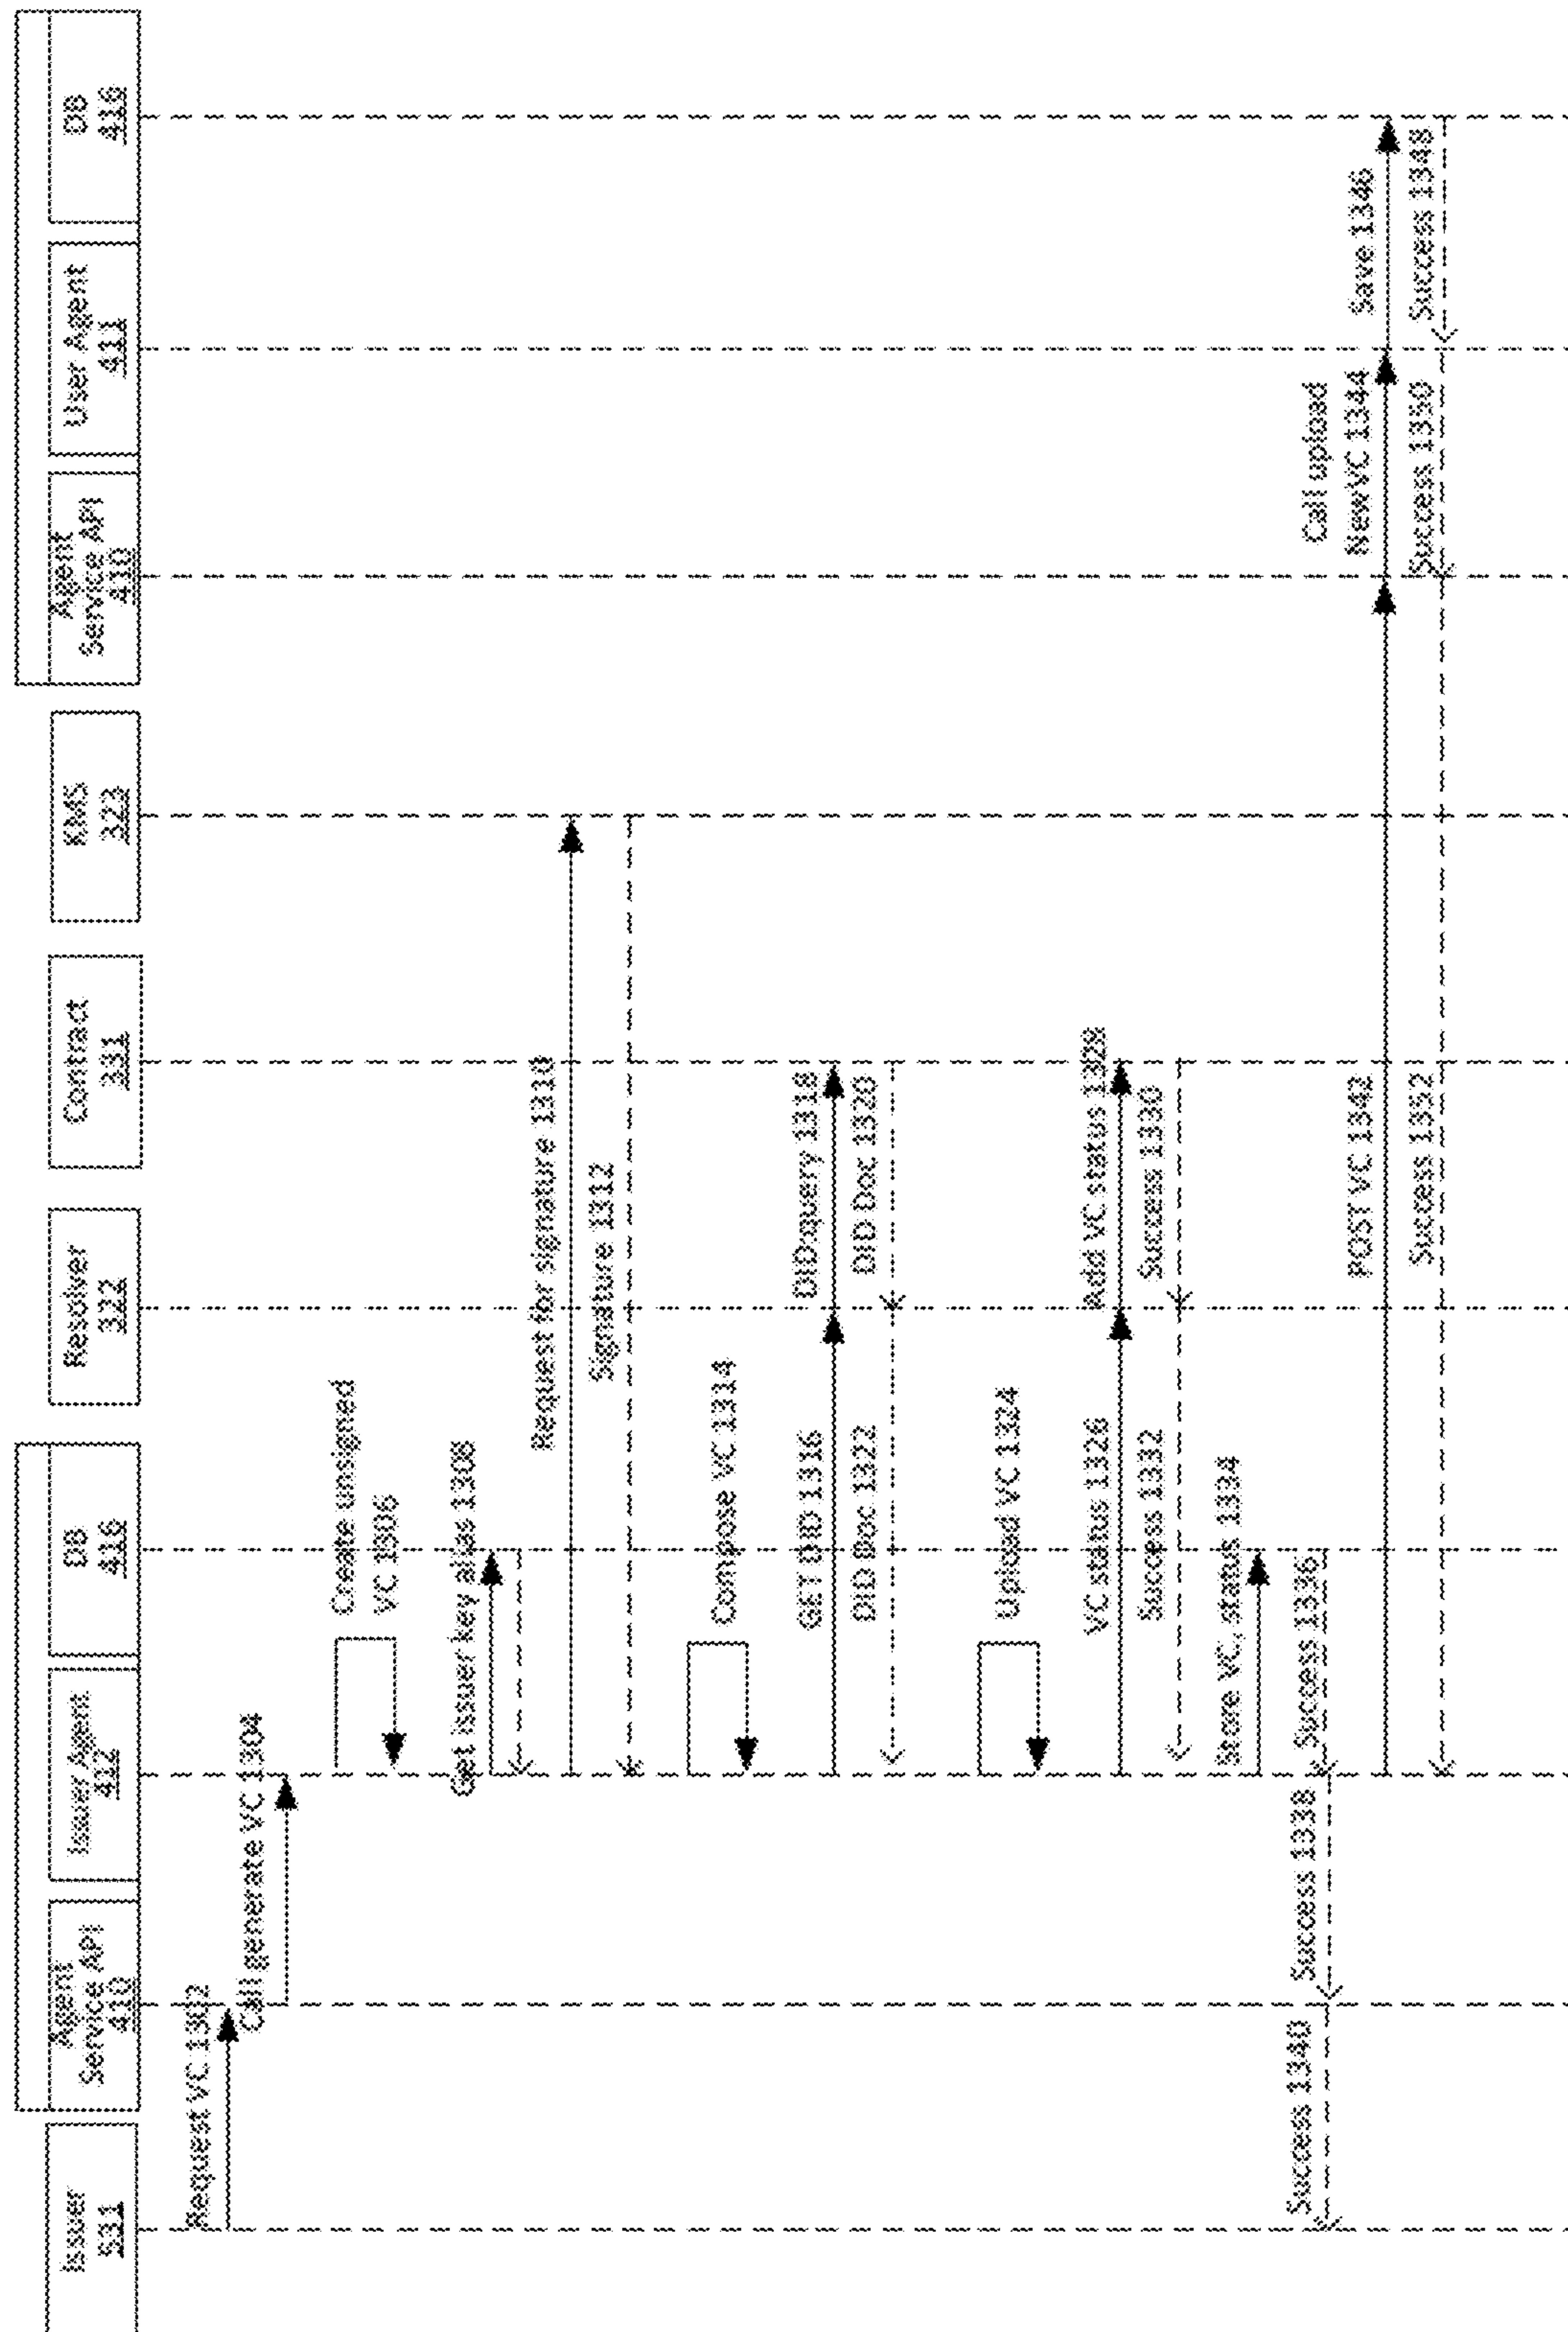 Issuer
531
Agent
Service API
410
Issuer Agent
412
DB
416
Resolver
322
Contract
331
KMS
323
Agent
Service API
410
User Agent
411
DB
416
Request VC 1302
Call generate VC 1304
Create unsigned
VC 1306
Get issuer key alias 1308
Request for signature 1310
Signature 1312
Compose VC 1314
GET DID 1316
DID query 1318
DID Doc 1322
DID Doc 1320
Upload VC 1324
VC status 1326
Add VC status 1328
Success 1332
Success 1330
Store VC, status 1334
Success 1340
Success 1338
Success 1336
POST VC 1342
Call upload
NewVC 1344
Save 1346
Success 1352
Success 1350
Success 1348